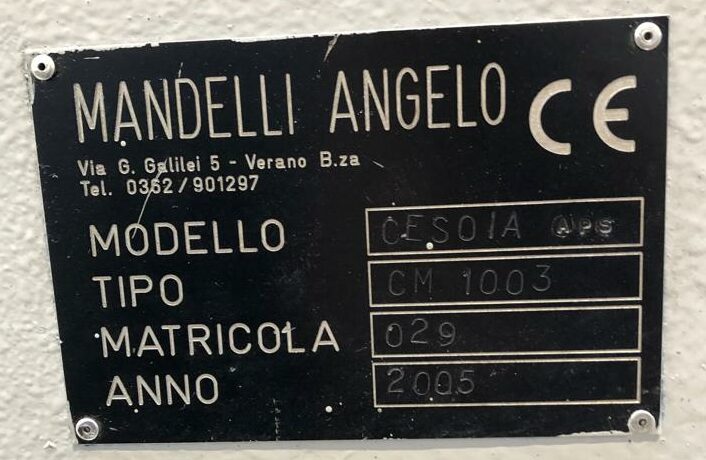 MANDELLI ANGELO CE
Via G. Galilei 5 - Verano B.za
Tel. 0362/901297
MODELLO CESOIA APS
TIPO CM 1003
MATRICOLA 029
ANNO 2005